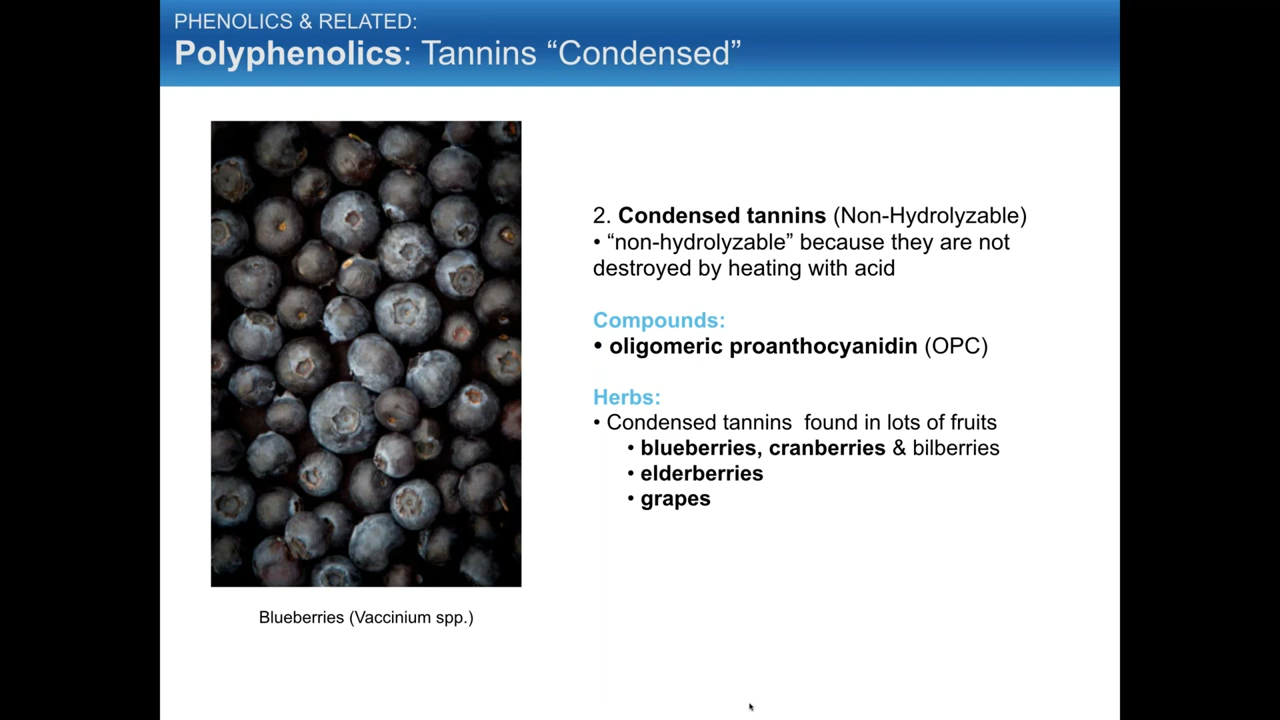 PHENOLICS & RELATED:
Polyphenolics: Tannins “Condensed”
2. Condensed tannins (Non-Hydrolyzable)
• “non-hydrolyzable” because they are not
destroyed by heating with acid
Compounds:
• oligomeric proanthocyanidin (OPC)
Herbs:
• Condensed tannins  found in lots of fruits
• blueberries, cranberries & bilberries
• elderberries
• grapes
Blueberries (Vaccinium spp.)